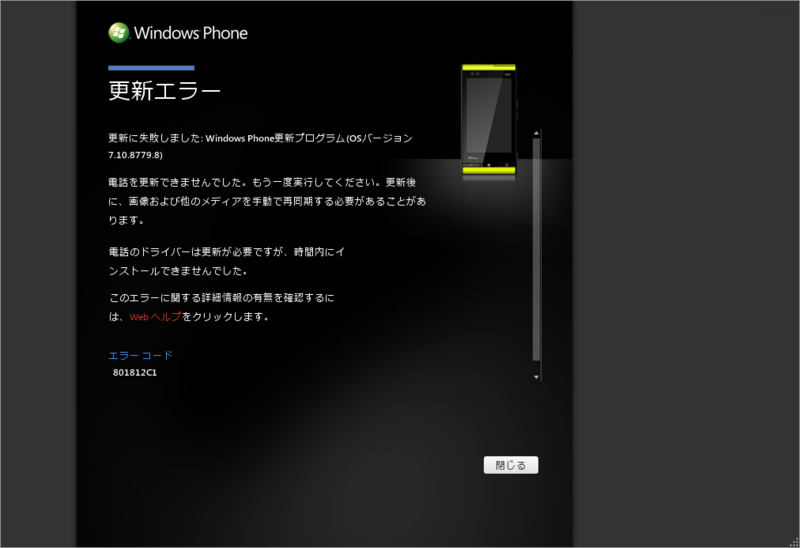 Windows Phone
更新エラー
更新に失敗しました: Windows Phone更新プログラム(OSバージョン
7.10.8779.8)
電話を更新できませんでした。もう一度実行してください。更新後
に、画像および他のメディアを手動で再同期する必要があることがあ
ります。
電話のドライバーは更新が必要ですが、時間内にイ
ンストールできませんでした。
このエラーに関する詳細情報の有無を確認するに
は、Web ヘルプをクリックします。
エラー コード
801812C1
閉じる